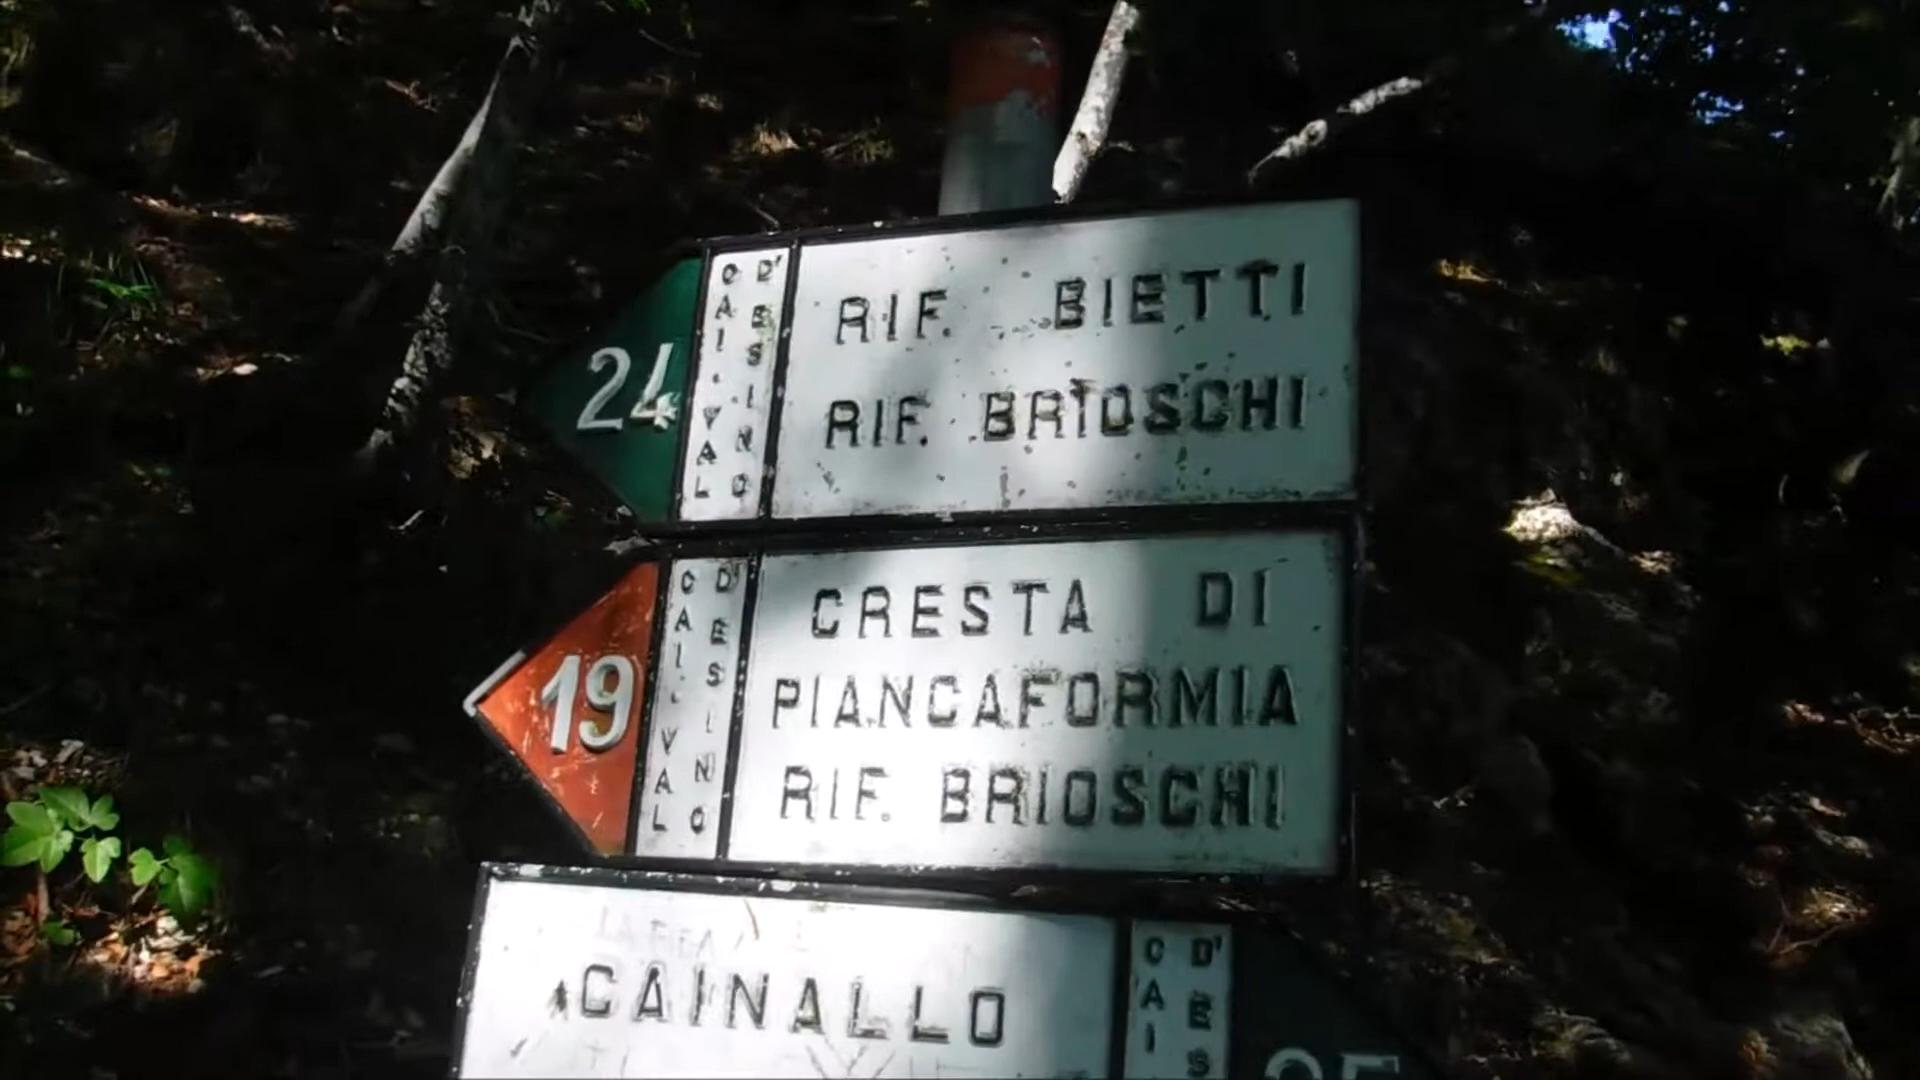 24
CAI.VAL
D'ESINO
RIF. BIETTI
RIF. BRIOSCHI
19
CAI.VAL
D'ESINO
CRESTA DI
PIANCAFORMIA
RIF. BRIOSCHI
CAINALLO
CAI
D'ES
25